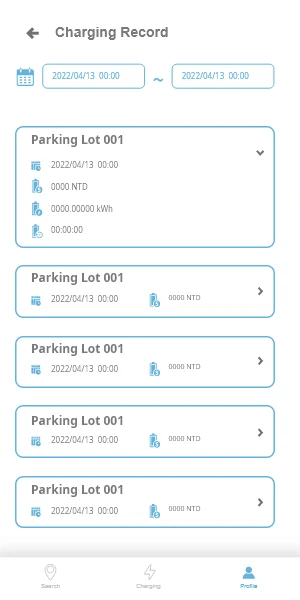 Charging Record
2022/04/13 00:00 ~ 2022/04/13 00:00
Parking Lot 001
2022/04/13 00:00
0000 NTD
0000.00000 kWh
00:00:00
Parking Lot 001
2022/04/13 00:00 0000 NTD
Parking Lot 001
2022/04/13 00:00 0000 NTD
Parking Lot 001
2022/04/13 00:00 0000 NTD
Parking Lot 001
2022/04/13 00:00 0000 NTD
Search Charging Profile